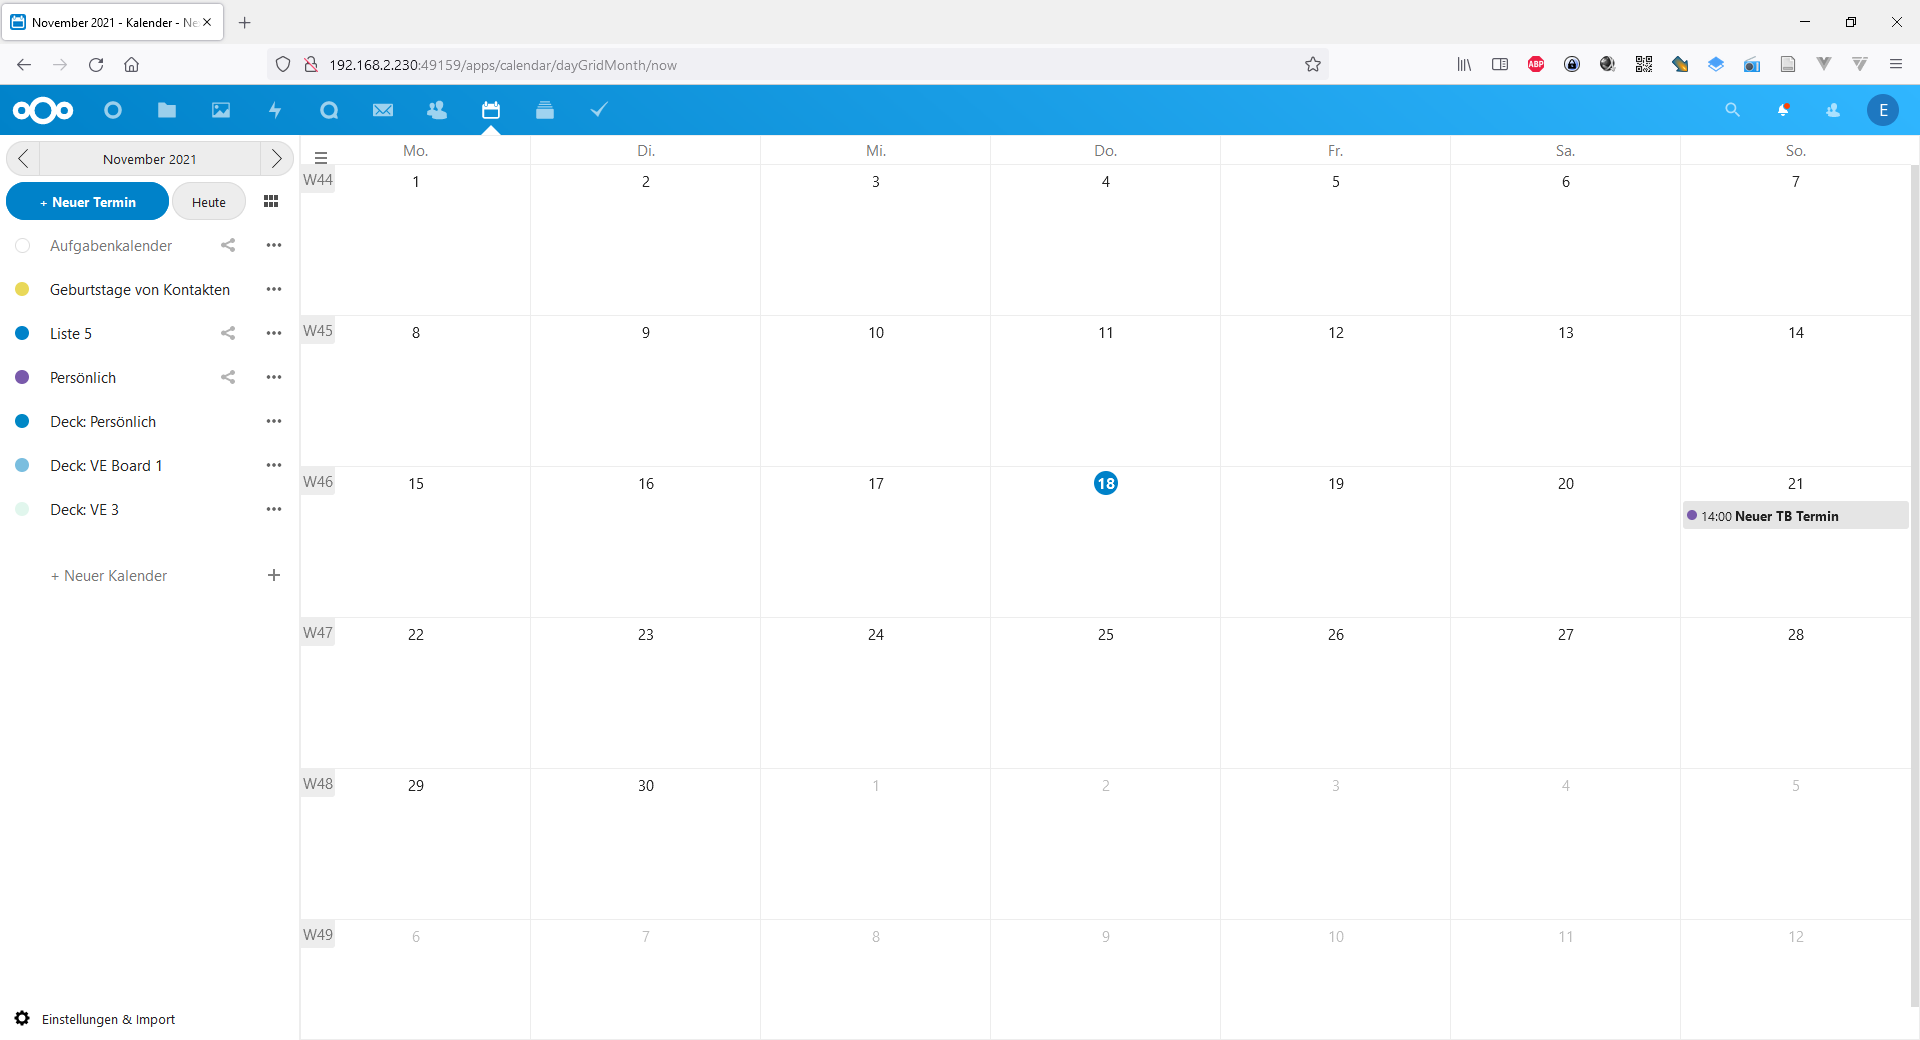 November 2021 - Kalender - Ne
192.168.2.230:49159/apps/calendar/dayGridMonth/now
ABP
E
November 2021
+ Neuer Termin
Heute
Aufgabenkalender
Geburtstage von Kontakten
Liste 5
Persönlich
Deck: Persönlich
Deck: VE Board 1
Deck: VE 3
+ Neuer Kalender
Einstellungen & Import
Mo. Di. Mi. Do. Fr. Sa. So.
W44 1 2 3 4 5 6 7
W45 8 9 10 11 12 13 14
W46 15 16 17 18 19 20 21
14:00 Neuer TB Termin
W47 22 23 24 25 26 27 28
W48 29 30 1 2 3 4 5
W49 6 7 8 9 10 11 12